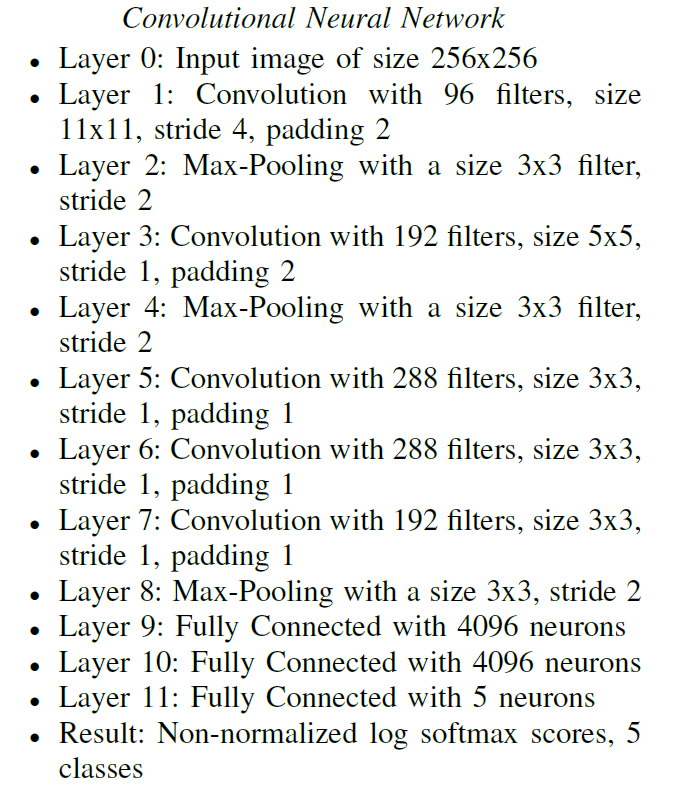 Convolutional Neural Network
• Layer 0: Input image of size 256x256
• Layer 1: Convolution with 96 filters, size
11x11, stride 4, padding 2
• Layer 2: Max-Pooling with a size 3x3 filter,
stride 2
• Layer 3: Convolution with 192 filters, size 5x5,
stride 1, padding 2
• Layer 4: Max-Pooling with a size 3x3 filter,
stride 2
• Layer 5: Convolution with 288 filters, size 3x3,
stride 1, padding 1
• Layer 6: Convolution with 288 filters, size 3x3,
stride 1, padding 1
• Layer 7: Convolution with 192 filters, size 3x3,
stride 1, padding 1
• Layer 8: Max-Pooling with a size 3x3, stride 2
• Layer 9: Fully Connected with 4096 neurons
• Layer 10: Fully Connected with 4096 neurons
• Layer 11: Fully Connected with 5 neurons
• Result: Non-normalized log softmax scores, 5
classes